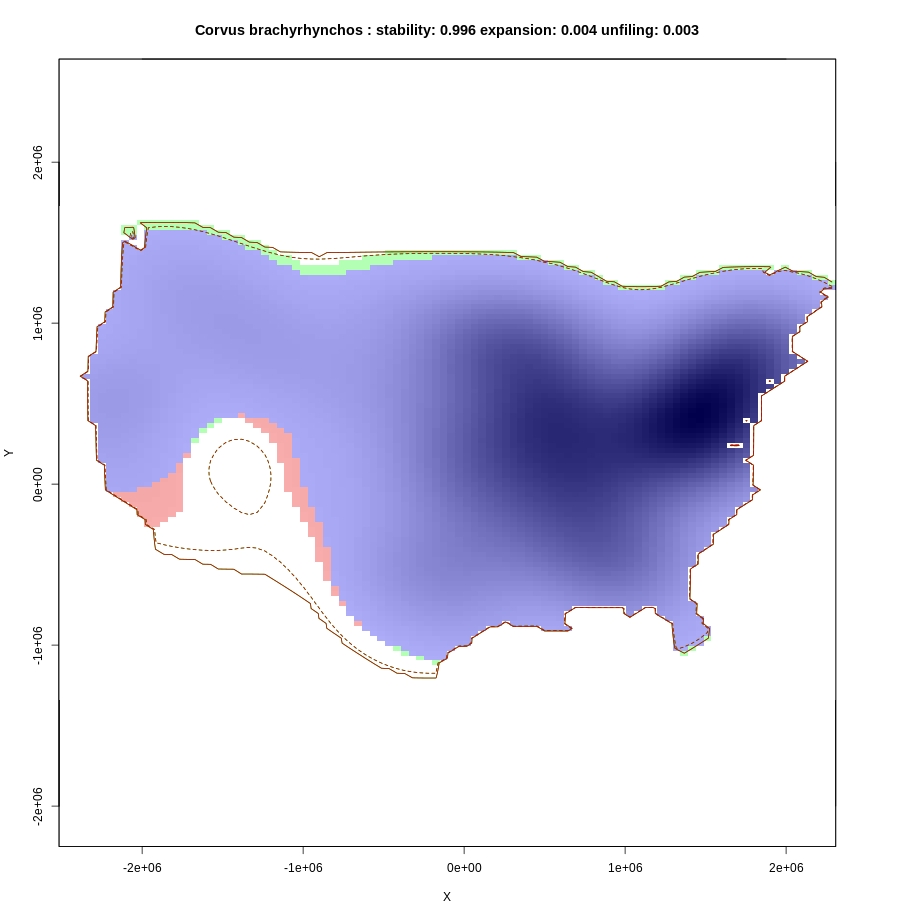 Corvus brachyrhynchos : stability: 0.996 expansion: 0.004 unfiling: 0.003
2e+06
1e+06
0e+00
-1e+06
-2e+06
Y
-2e+06 -1e+06 0e+00 1e+06 2e+06
X